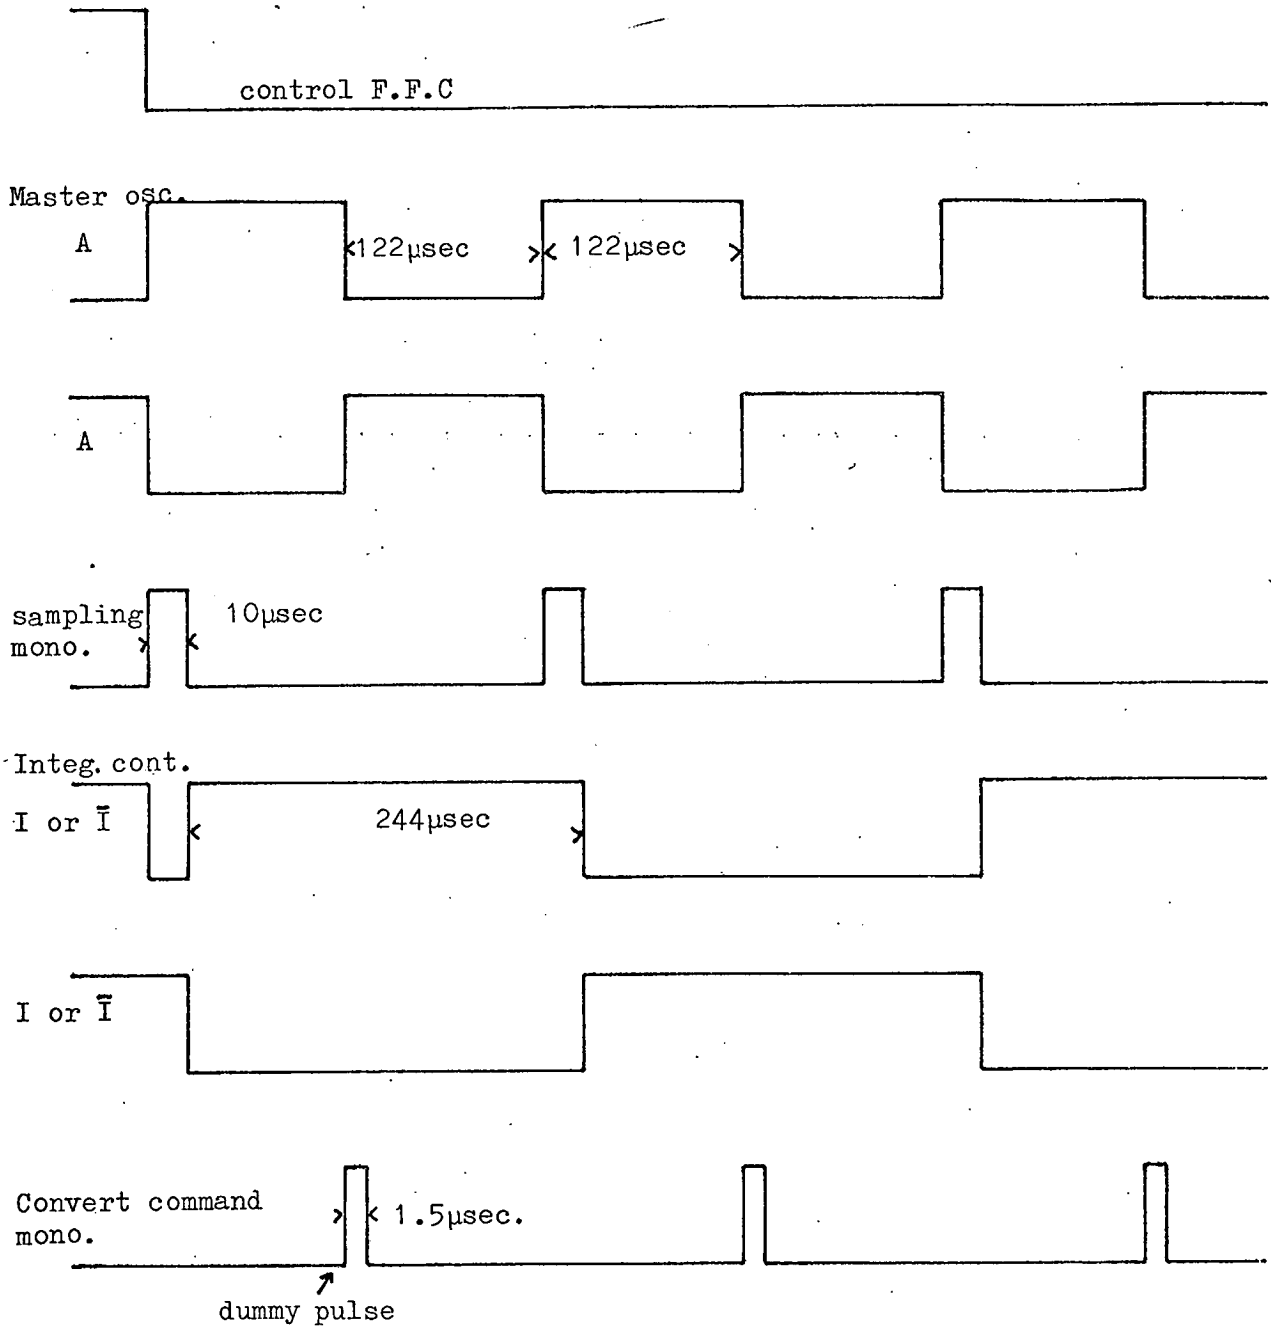 control F.F.C
Master osc.
A
122µsec
122µsec
A
sampling
mono.
10µsec
Integ. cont.
I or Ī
244µsec
I or Ī
Convert command
mono.
1.5µsec.
dummy pulse